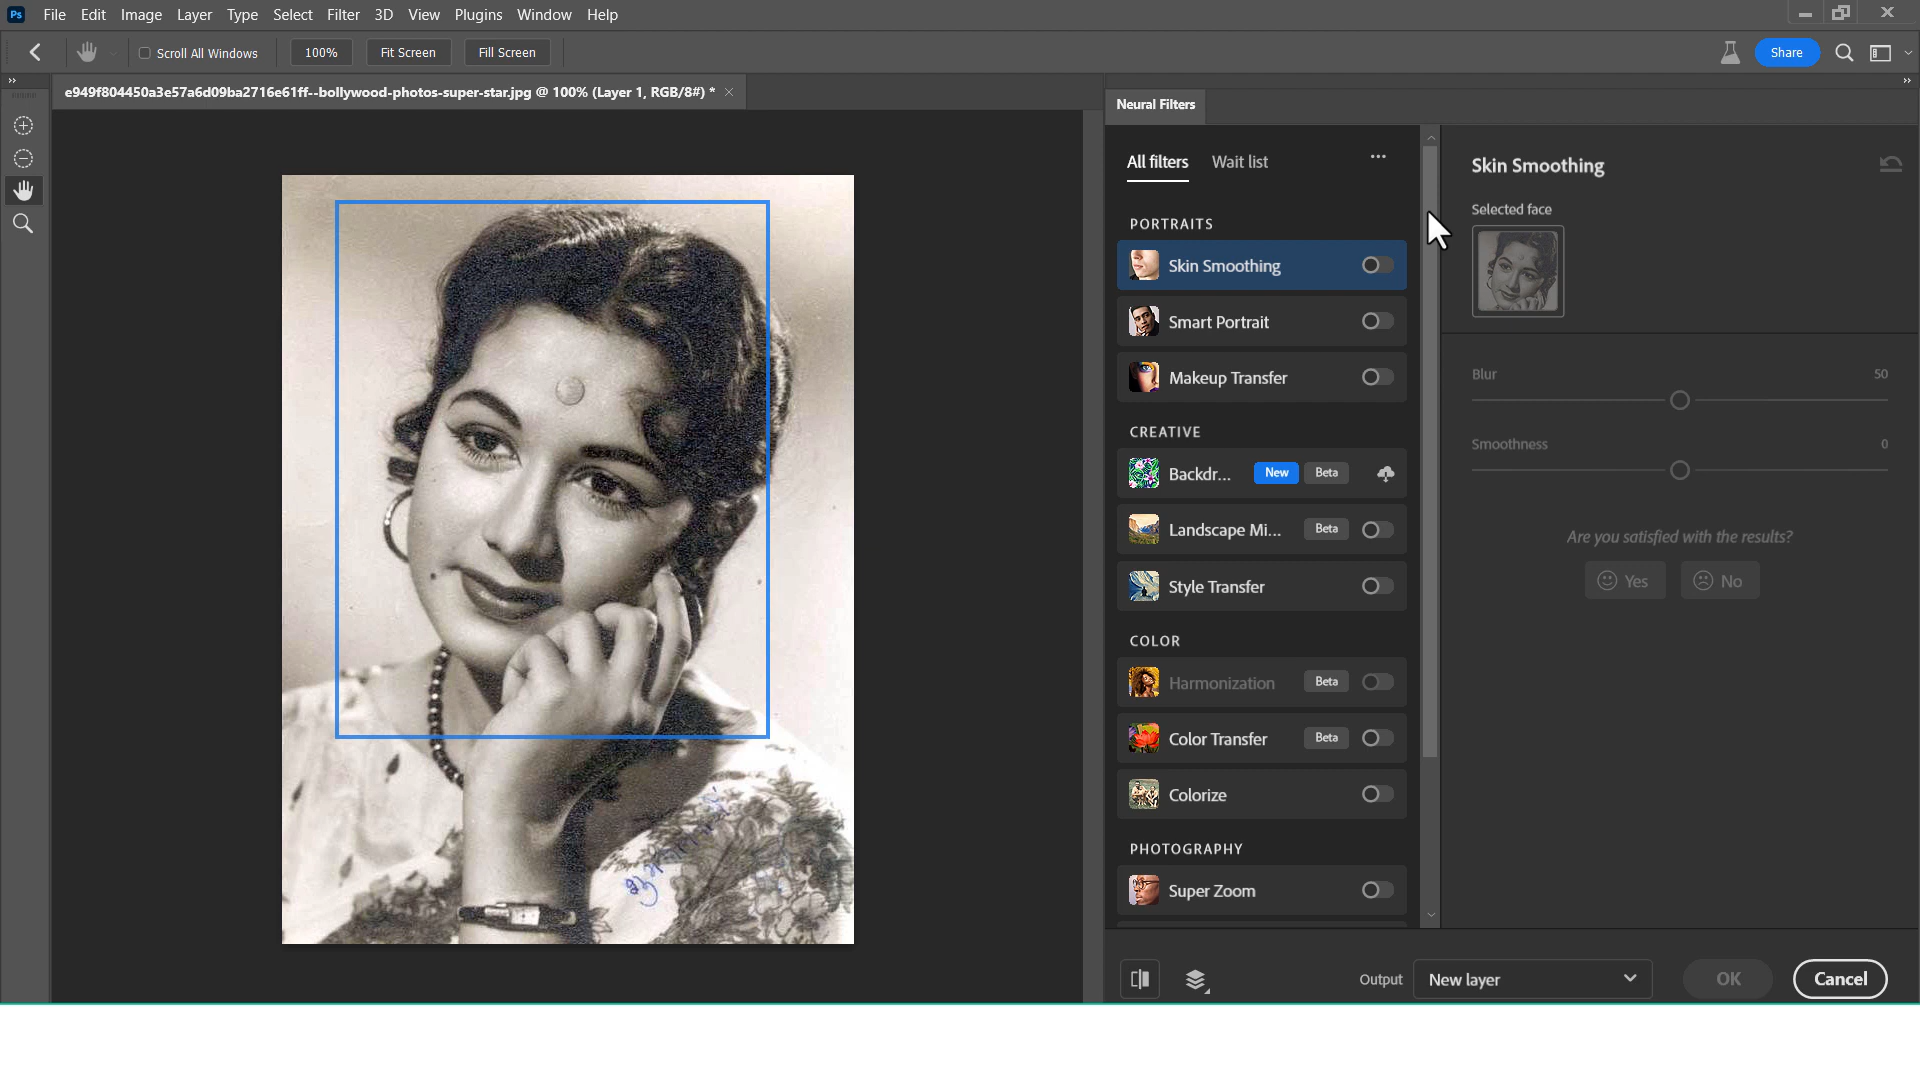 Ps File Edit Image Layer Type Select Filter 3D View Plugins Window Help
Scroll All Windows 100% Fit Screen Fill Screen Share
e949f804450a3e57a6d09ba2716e61ff--bollywood-photos-super-star.jpg @ 100% (Layer 1, RGB/8#) *
Neural Filters
All filters Wait list
PORTRAITS
Skin Smoothing
Smart Portrait
Makeup Transfer
CREATIVE
Backdr... New Beta
Landscape Mi... Beta
Style Transfer
COLOR
Harmonization Beta
Color Transfer Beta
Colorize
PHOTOGRAPHY
Super Zoom
Skin Smoothing
Selected face
Blur 50
Smoothness 0
Are you satisfied with the results?
Yes No
Output New layer OK Cancel